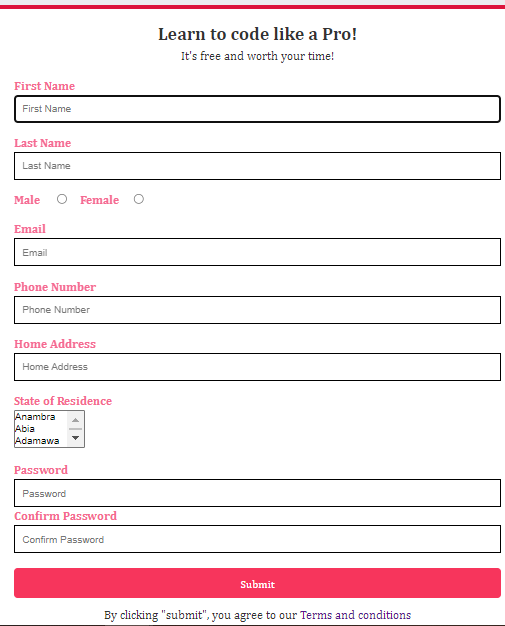 Learn to code like a Pro!
It's free and worth your time!
First Name
First Name
Last Name
Last Name
Male Female
Email
Email
Phone Number
Phone Number
Home Address
Home Address
State of Residence
Anambra
Abia
Adamawa
Password
Password
Confirm Password
Confirm Password
Submit
By clicking "submit", you agree to our Terms and conditions